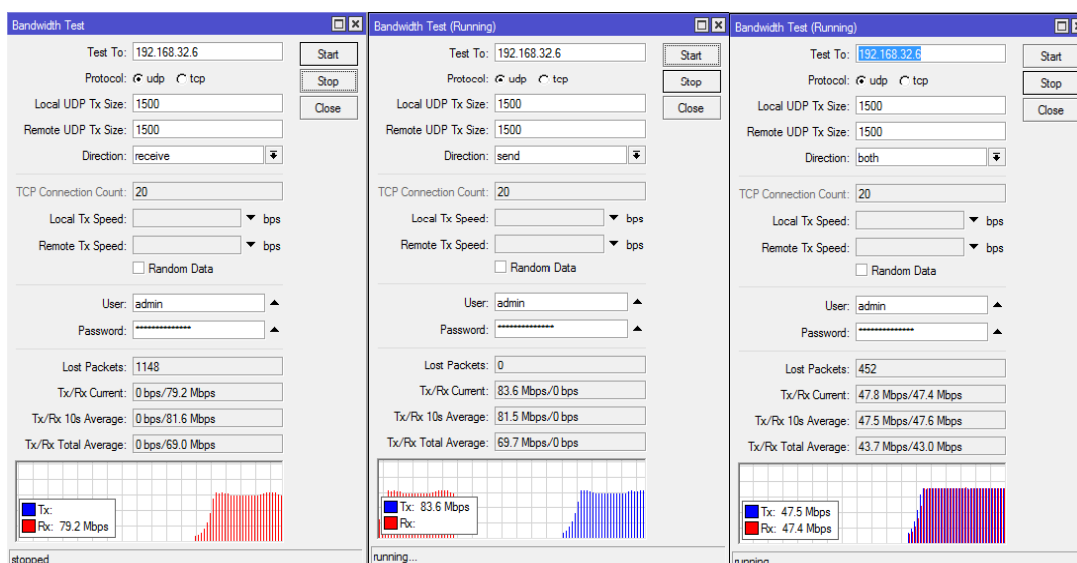 Bandwidth Test
Test To: 192.168.32.6
Start
Protocol: udp tcp
Stop
Local UDP Tx Size: 1500
Close
Remote UDP Tx Size: 1500
Direction: receive
TCP Connection Count: 20
Local Tx Speed: bps
Remote Tx Speed: bps
Random Data
User: admin
Password: **************
Lost Packets: 1148
Tx/Rx Current: 0 bps/79.2 Mbps
Tx/Rx 10s Average: 0 bps/81.6 Mbps
Tx/Rx Total Average: 0 bps/69.0 Mbps
Tx:
Rx: 79.2 Mbps
stopped
Bandwidth Test (Running)
Test To: 192.168.32.6
Start
Protocol: udp tcp
Stop
Local UDP Tx Size: 1500
Close
Remote UDP Tx Size: 1500
Direction: send
TCP Connection Count: 20
Local Tx Speed: bps
Remote Tx Speed: bps
Random Data
User: admin
Password: **************
Lost Packets: 0
Tx/Rx Current: 83.6 Mbps/0 bps
Tx/Rx 10s Average: 81.5 Mbps/0 bps
Tx/Rx Total Average: 69.7 Mbps/0 bps
Tx: 83.6 Mbps
Rx:
running...
Bandwidth Test (Running)
Test To: 192.168.32.6
Start
Protocol: udp tcp
Stop
Local UDP Tx Size: 1500
Close
Remote UDP Tx Size: 1500
Direction: both
TCP Connection Count: 20
Local Tx Speed: bps
Remote Tx Speed: bps
Random Data
User: admin
Password: **************
Lost Packets: 452
Tx/Rx Current: 47.8 Mbps/47.4 Mbps
Tx/Rx 10s Average: 47.5 Mbps/47.6 Mbps
Tx/Rx Total Average: 43.7 Mbps/43.0 Mbps
Tx: 47.5 Mbps
Rx: 47.4 Mbps
running...